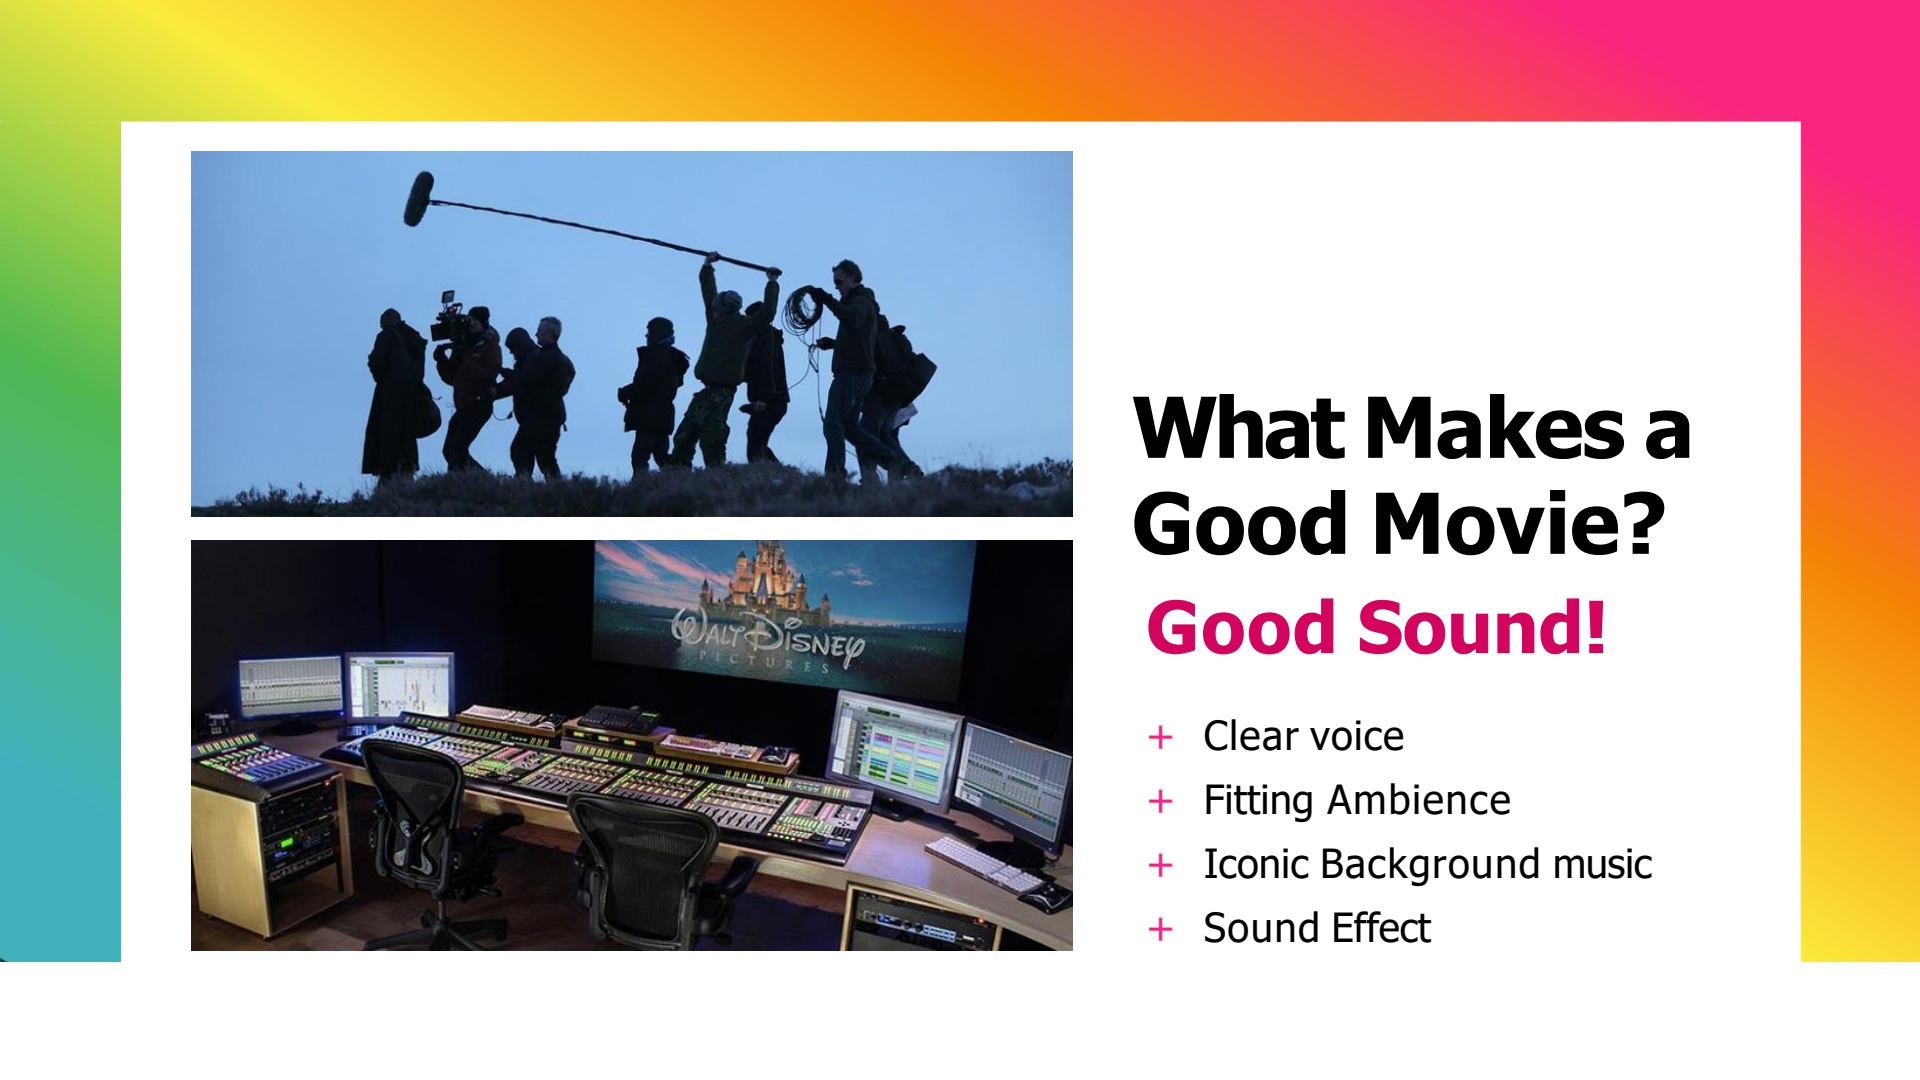 WALT DISNEY
PICTURES
What Makes a
Good Movie?
Good Sound!
+ Clear voice
+ Fitting Ambience
+ Iconic Background music
+ Sound Effect